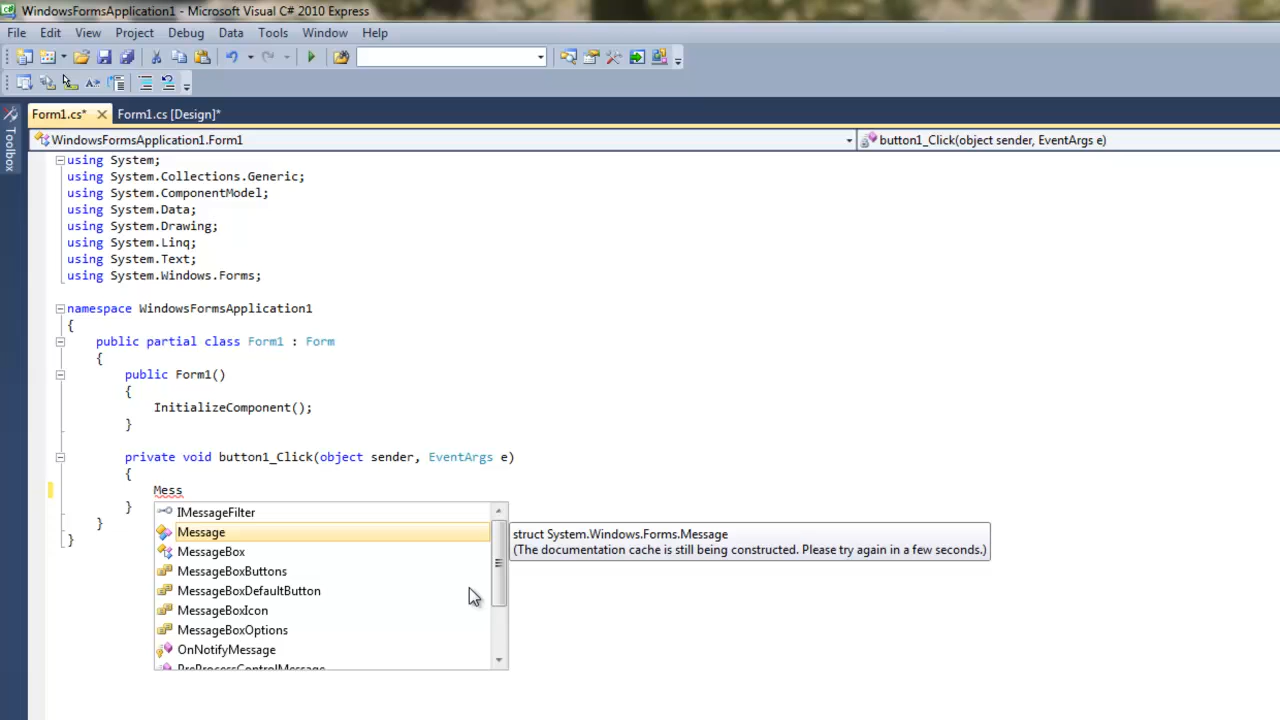 WindowsFormsApplication1 - Microsoft Visual C# 2010 Express
File Edit View Project Debug Data Tools Window Help
Form1.cs* Form1.cs [Design]*
WindowsFormsApplication1.Form1 button1_Click(object sender, EventArgs e)
Toolbox
using System;
using System.Collections.Generic;
using System.ComponentModel;
using System.Data;
using System.Drawing;
using System.Linq;
using System.Text;
using System.Windows.Forms;
namespace WindowsFormsApplication1
{
public partial class Form1 : Form
{
public Form1()
{
InitializeComponent();
}
private void button1_Click(object sender, EventArgs e)
{
Mess
}
}
}
IMessageFilter
Message
MessageBox
MessageBoxButtons
MessageBoxDefaultButton
MessageBoxIcon
MessageBoxOptions
OnNotifyMessage
PreProcessControlMessage
struct System.Windows.Forms.Message
(The documentation cache is still being constructed. Please try again in a few seconds.)